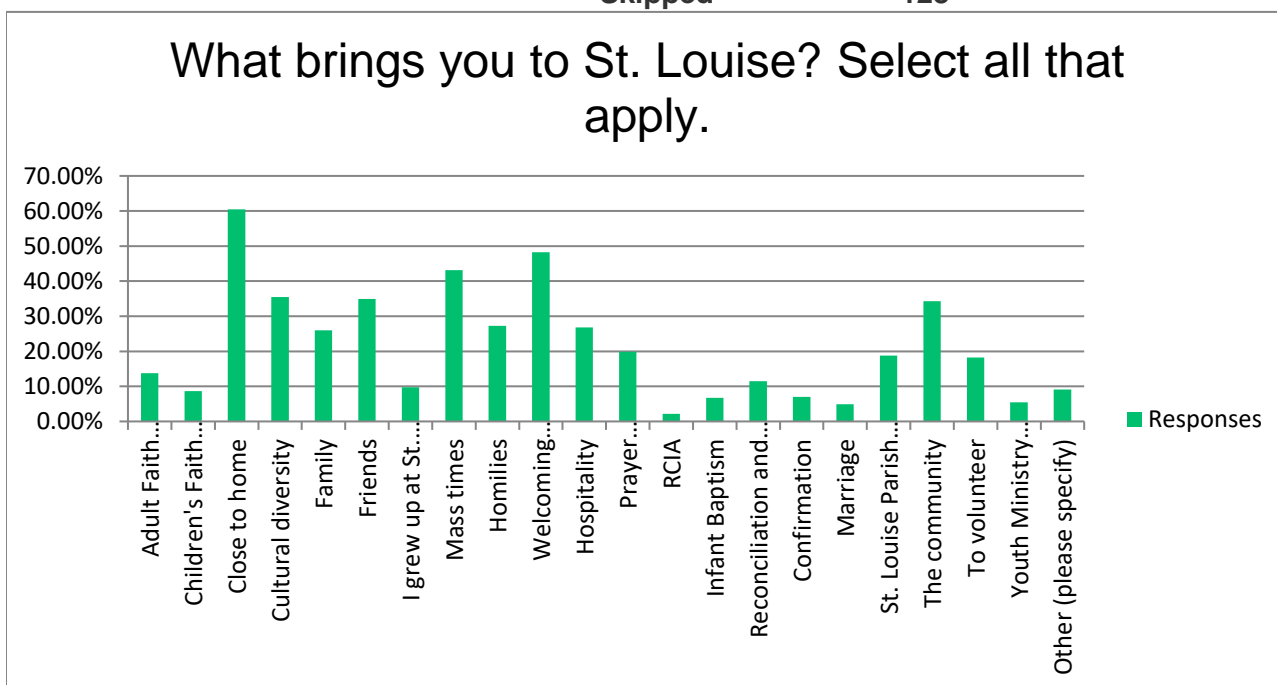 What brings you to St. Louise? Select all that
apply.
70.00%
60.00%
50.00%
40.00%
30.00%
20.00%
10.00%
0.00%
Adult Faith…
Children's Faith…
Close to home
Cultural diversity
Family
Friends
I grew up at St.…
Mass times
Homilies
Welcoming…
Hospitality
Prayer…
RCIA
Infant Baptism
Reconciliation and…
Confirmation
Marriage
St. Louise Parish…
The community
To volunteer
Youth Ministry…
Other (please specify)
Responses